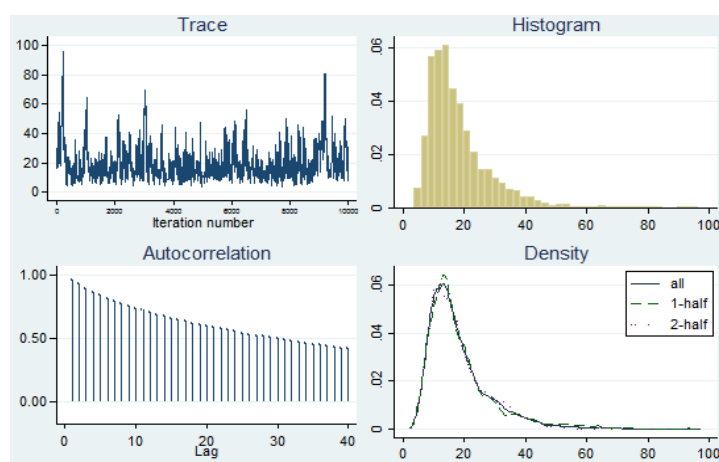 Trace
100
80
60
40
20
0
0 2000 4000 6000 8000 10000
Iteration number
Histogram
.06
.04
.02
0
0 20 40 60 80 100
Autocorrelation
1.00
0.50
0.00
0 10 20 30 40
Lag
Density
.06
.04
.02
0
0 20 40 60 80 100
all
1-half
2-half